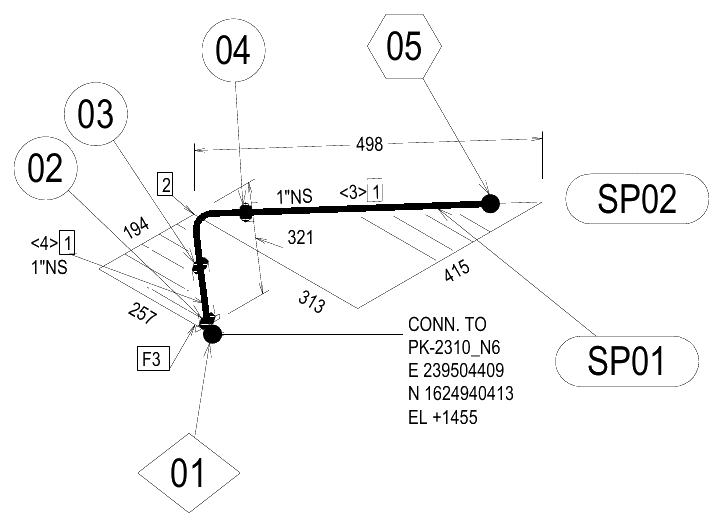 04
05
03
02
498
2
1"NS
<3>1
SP02
194
321
<4>1
1"NS
415
313
257
CONN. TO
PK-2310_N6
E 239504409
N 1624940413
EL +1455
F3
SP01
01